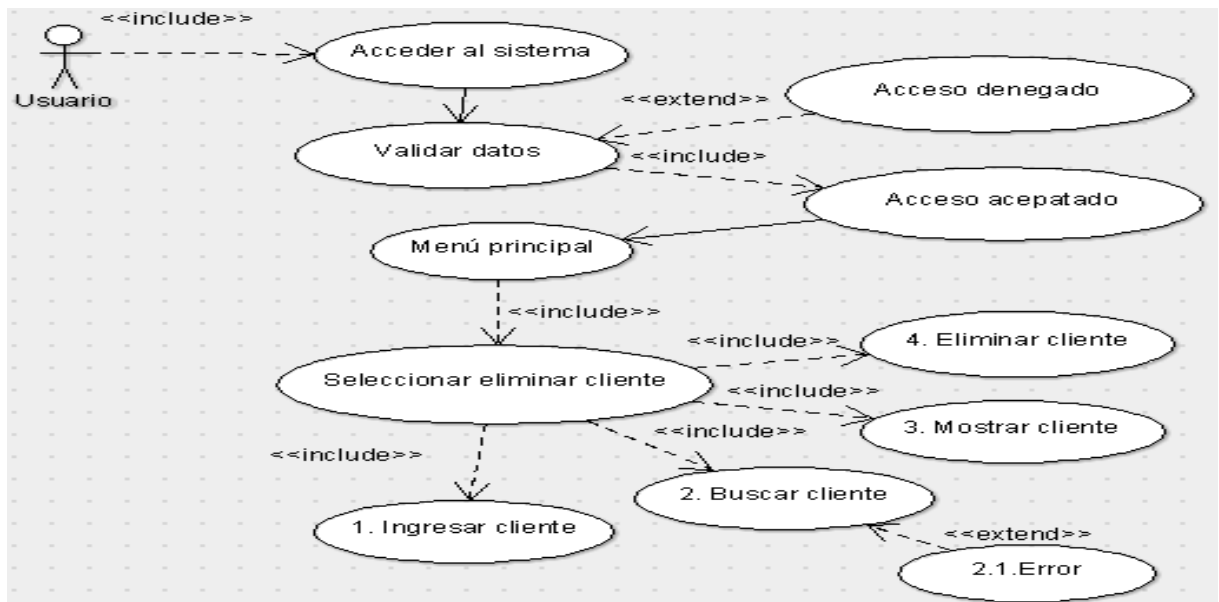 <<include>>
Acceder al sistema
Usuario
Acceso denegado
<<extend>>
Validar datos
<<include>
Acceso acepatado
Menú principal
<<include>>
4. Eliminar cliente
<<include>>
Seleccionar eliminar cliente
<<include>>
3. Mostrar cliente
<<include>>
<<include>>
2. Buscar cliente
1. Ingresar cliente
<<extend>>
2.1.Error